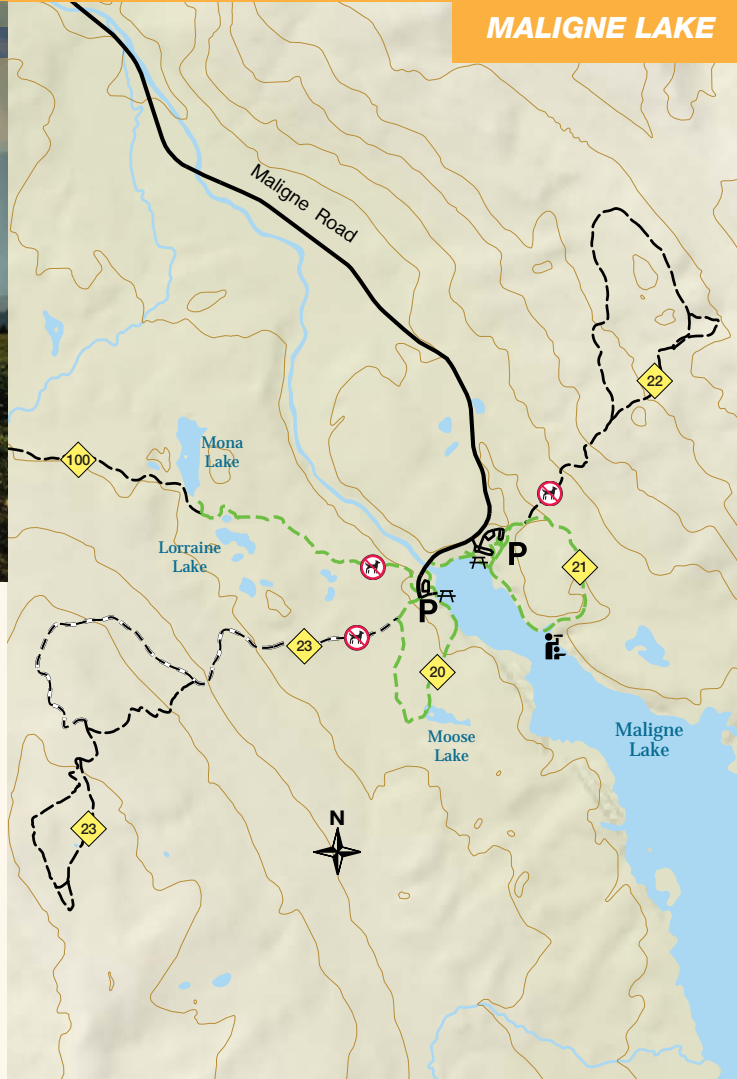 MALIGNE LAKE
Maligne Road
22
Mona
Lake
100
Lorraine
Lake
P
21
P
23
20
Moose
Lake
Maligne
Lake
N
23